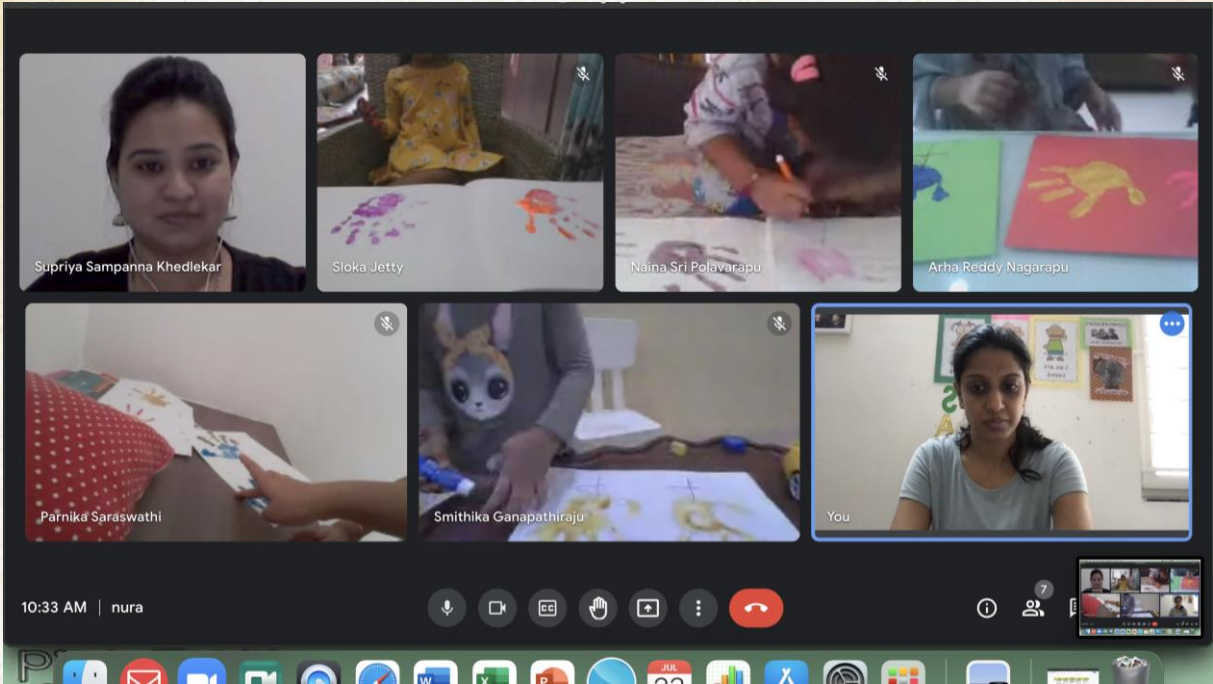 Supriya Sampanna Khedlekar
Sloka Jetty
Naina Sri Polavarapu
Arha Reddy Nagarapu
Parnika Saraswathi
Smithika Ganapathiraju
You
10:33 AM | nura
CC
7
W
X
P
JUL